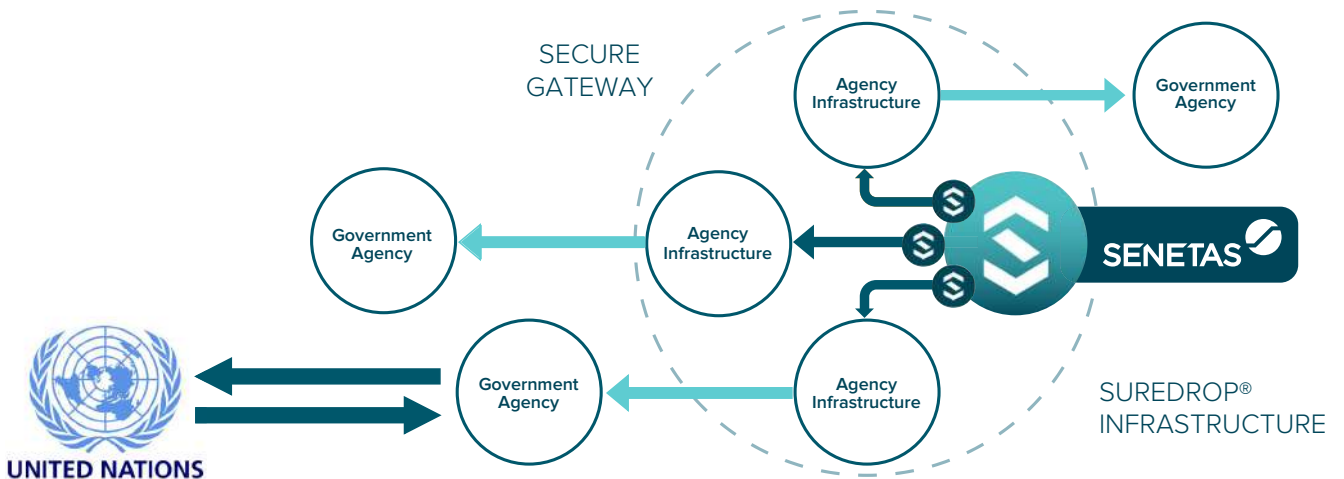 SECURE
GATEWAY
Agency
Infrastructure
Government
Agency
Government
Agency
Agency
Infrastructure
SENETAS
Government
Agency
Agency
Infrastructure
SUREDROP®
INFRASTRUCTURE
UNITED NATIONS